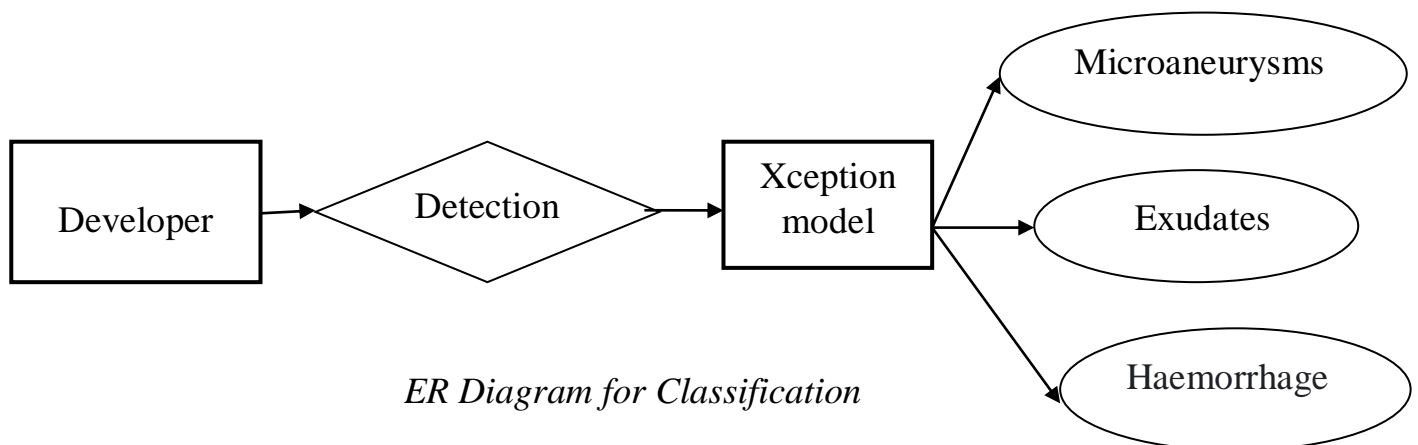 Developer
Detection
Xception
model
Microaneurysms
Exudates
Haemorrhage
ER Diagram for Classification